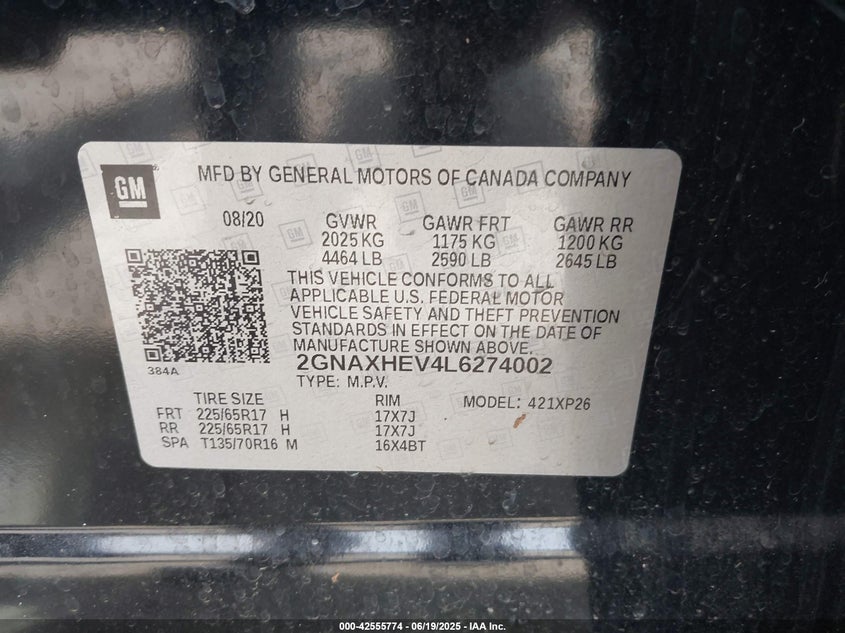 GM
MFD BY GENERAL MOTORS OF CANADA COMPANY
08/20 GVWR GAWR FRT GAWR RR
2025 KG 1175 KG 1200 KG
4464 LB 2590 LB 2645 LB
THIS VEHICLE CONFORMS TO ALL
APPLICABLE U.S. FEDERAL MOTOR
VEHICLE SAFETY AND THEFT PREVENTION
STANDARDS IN EFFECT ON THE DATE OF
MANUFACTURE SHOWN ABOVE.
2GNAXHEV4L6274002
384A
TYPE: M.P.V.
TIRE SIZE RIM MODEL: 421XP26
FRT 225/65R17 H 17X7J
RR 225/65R17 H 17X7J
SPA T135/70R16 M 16X4BT
000-42555774 - 06/19/2025 - IAA Inc.